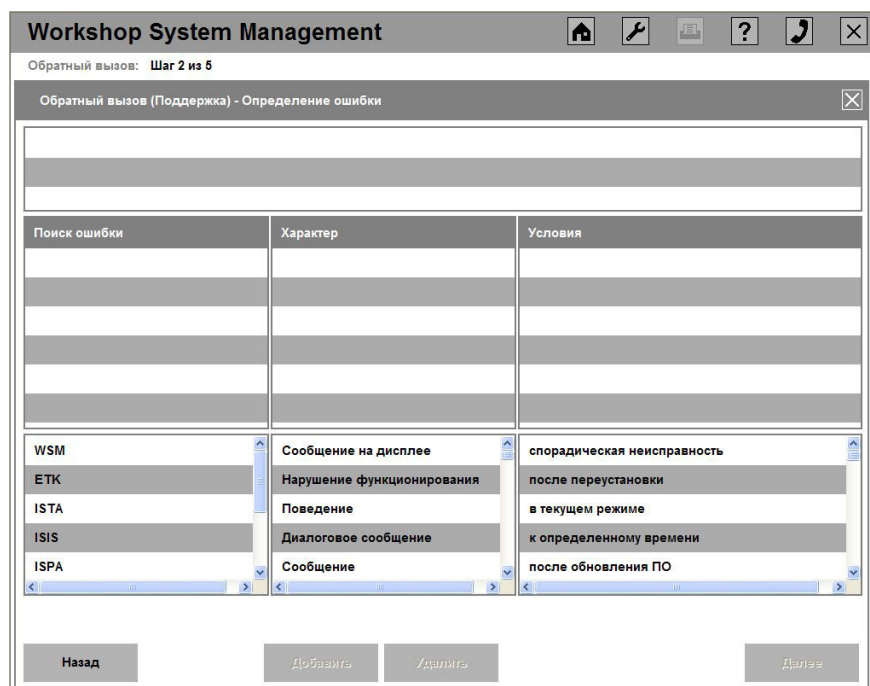 Workshop System Management
Обратный вызов: Шаг 2 из 5
Обратный вызов (Поддержка) - Определение ошибки
Поиск ошибки Характер Условия
WSM Сообщение на дисплее спорадическая неисправность
ETK Нарушение функционирования после переустановки
ISTA Поведение в текущем режиме
ISIS Диалоговое сообщение к определенному времени
ISPA Сообщение после обновления ПО
Назад Добавить Удалить Далее